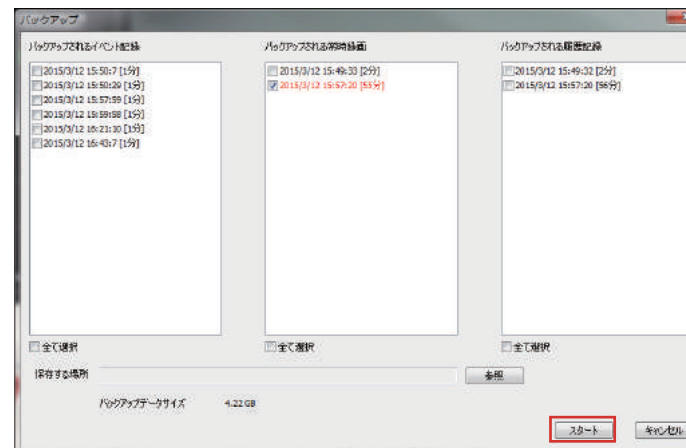 バックアップ
バックアップされるイベント記録
バックアップされる常時録画
バックアップされる履歴記録
2015/3/12 15:50:7 [1分]
2015/3/12 15:50:29 [1分]
2015/3/12 15:57:59 [1分]
2015/3/12 15:59:58 [1分]
2015/3/12 16:21:30 [1分]
2015/3/12 16:43:7 [1分]
2015/3/12 15:49:33 [2分]
2015/3/12 15:57:20 [55分]
2015/3/12 15:49:32 [2分]
2015/3/12 15:57:20 [56分]
全て選択
全て選択
全て選択
保存する場所
参照
バックアップデータサイズ 4.22 GB
スタート
キャンセル